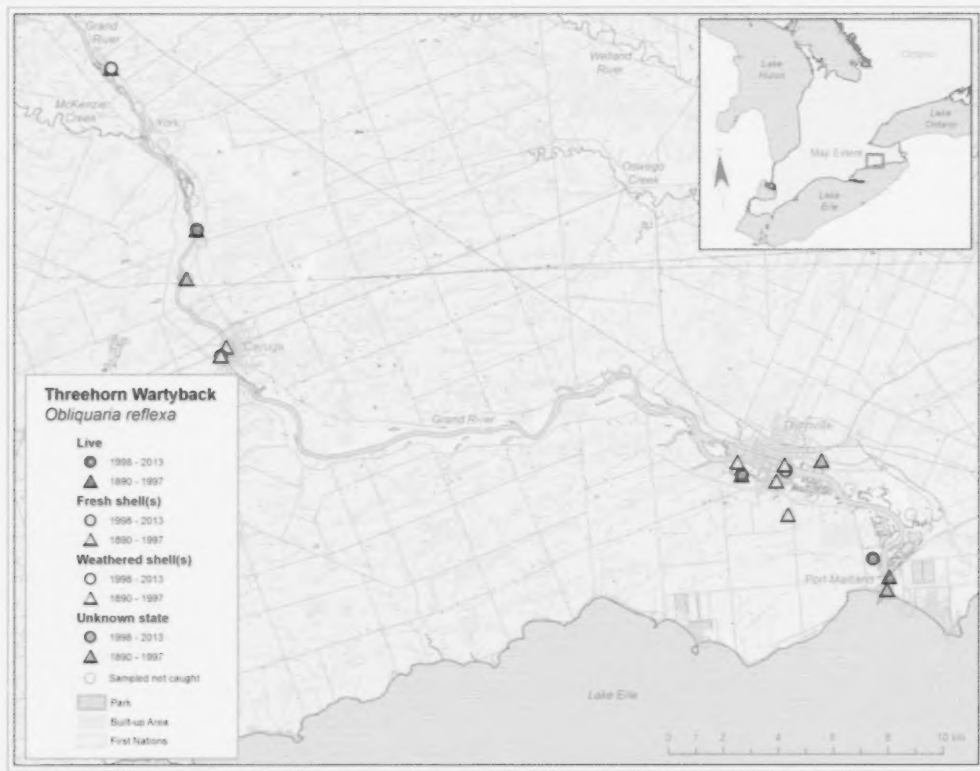 Grand
River
McKenzie
Creek
York
Welland
River
Oswego
Creek
Cayuga
Grand River
Dunnville
Port Maitland
Lake Erie
Lake
Huron
Ontario
Lake
Ontario
Map Extent
Lake
Erie
Threehorn Wartyback
Obliquaria reflexa
Live
1998 - 2013
1890 - 1997
Fresh shell(s)
1998 - 2013
1890 - 1997
Weathered shell(s)
1998 - 2013
1890 - 1997
Unknown state
1998 - 2013
1890 - 1997
Sampled not caught
Park
Built-up Area
First Nations
0 2 4 6 8 10 km